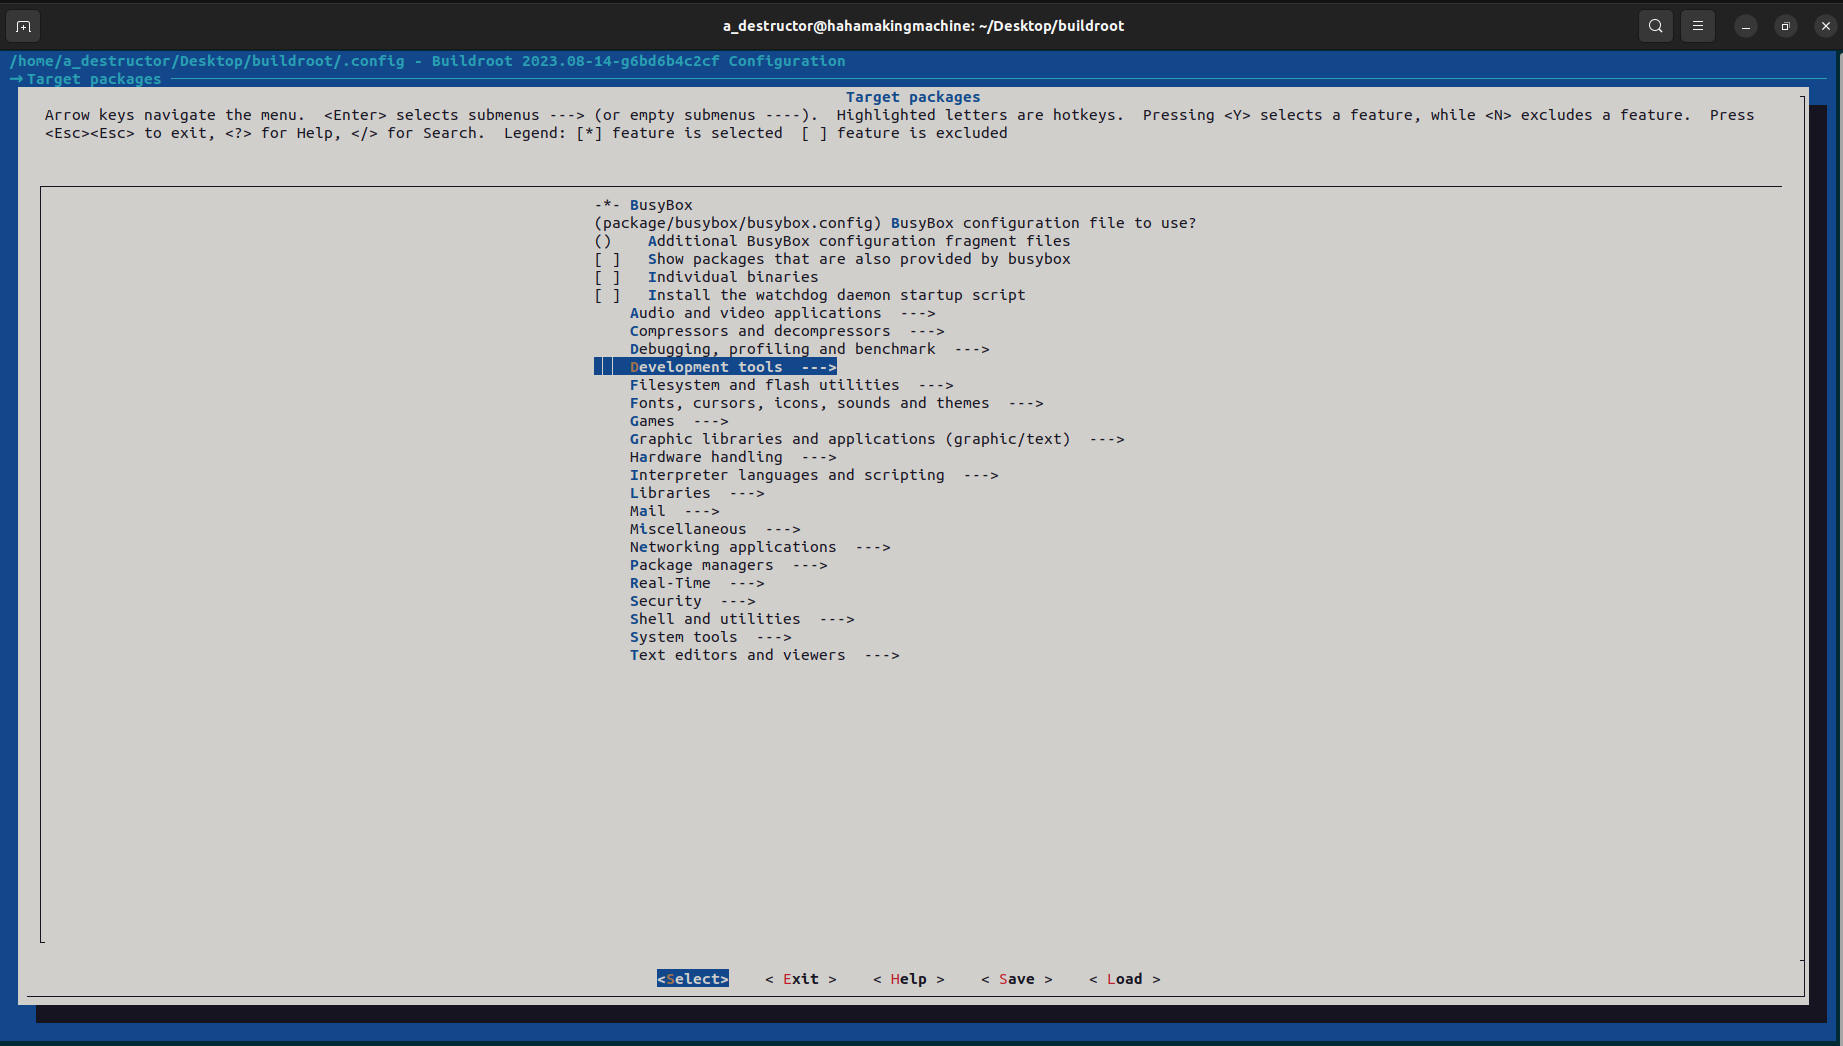 a_destructor@hahamakingmachine: ~/Desktop/buildroot
/home/a_destructor/Desktop/buildroot/.config - Buildroot 2023.08-14-g6bd6b4c2cf Configuration
→ Target packages
Target packages
Arrow keys navigate the menu.  <Enter> selects submenus ---> (or empty submenus ----).  Highlighted letters are hotkeys.  Pressing <Y> selects a feature, while <N> excludes a feature.  Press
<Esc><Esc> to exit, <?> for Help, </> for Search.  Legend: [*] feature is selected  [ ] feature is excluded
-*- BusyBox
(package/busybox/busybox.config) BusyBox configuration file to use?
()    Additional BusyBox configuration fragment files
[ ]   Show packages that are also provided by busybox
[ ]   Individual binaries
[ ]   Install the watchdog daemon startup script
Audio and video applications  --->
Compressors and decompressors  --->
Debugging, profiling and benchmark  --->
Development tools  --->
Filesystem and flash utilities  --->
Fonts, cursors, icons, sounds and themes  --->
Games  --->
Graphic libraries and applications (graphic/text)  --->
Hardware handling  --->
Interpreter languages and scripting  --->
Libraries  --->
Mail  --->
Miscellaneous  --->
Networking applications  --->
Package managers  --->
Real-Time  --->
Security  --->
Shell and utilities  --->
System tools  --->
Text editors and viewers  --->
<Select>    < Exit >    < Help >    < Save >    < Load >